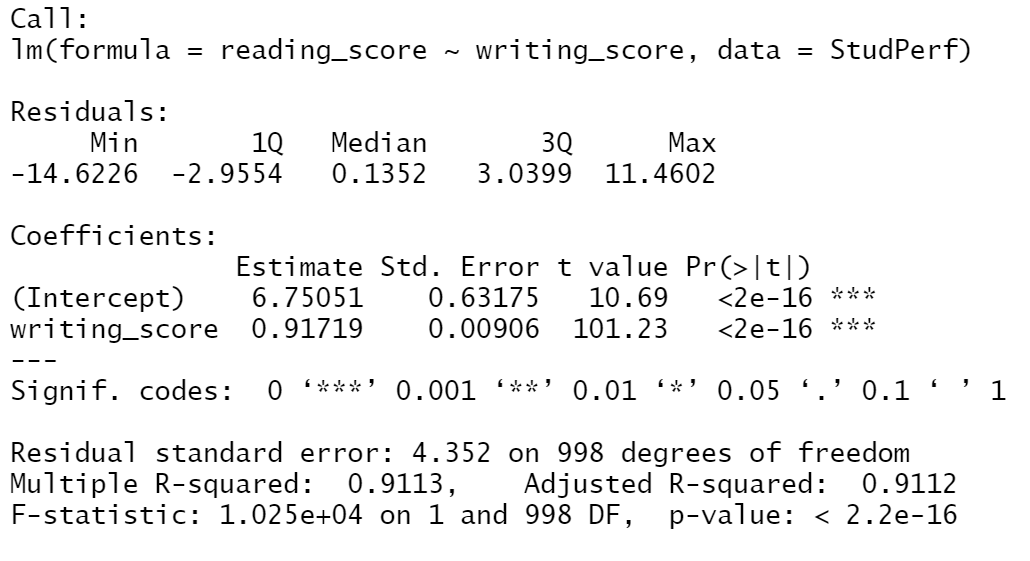 Call:
lm(formula = reading_score ~ writing_score, data = StudPerf)
Residuals:
Min 1Q Median 3Q Max
-14.6226 -2.9554 0.1352 3.0399 11.4602
Coefficients:
Estimate Std. Error t value Pr(>|t|)
(Intercept) 6.75051 0.63175 10.69 <2e-16 ***
writing_score 0.91719 0.00906 101.23 <2e-16 ***
---
Signif. codes: 0 ‘***’ 0.001 ‘**’ 0.01 ‘*’ 0.05 ‘.’ 0.1 ‘ ’ 1
Residual standard error: 4.352 on 998 degrees of freedom
Multiple R-squared: 0.9113, Adjusted R-squared: 0.9112
F-statistic: 1.025e+04 on 1 and 998 DF, p-value: < 2.2e-16